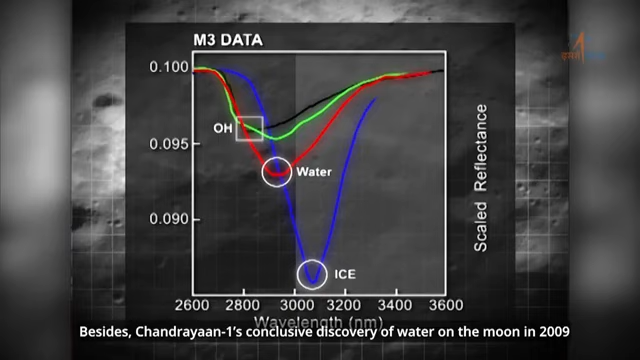 M3 DATA
0.100
0.095
0.090
OH
Water
ICE
Scaled Reflectance
2600 2800 3000 3200 3400 3600
Wavelength (nm)
Besides, Chandrayaan-1's conclusive discovery of water on the moon in 2009